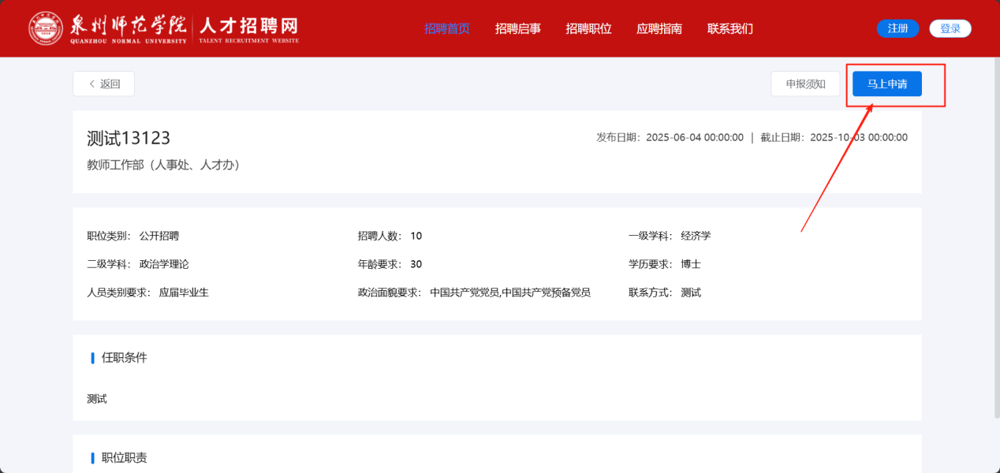 泉州师范学院 人才招聘网
QUANZHOU NORMAL UNIVERSITY TALENT RECRUITMENT WEBSITE
招聘首页 招聘启事 招聘职位 应聘指南 联系我们 注册 登录
返回 申报须知 马上申请
测试13123 发布日期：2025-06-04 00:00:00 | 截止日期：2025-10-03 00:00:00
教师工作部（人事处、人才办）
职位类别： 公开招聘 招聘人数： 10 一级学科： 经济学
二级学科： 政治学理论 年龄要求： 30 学历要求： 博士
人员类别要求： 应届毕业生 政治面貌要求： 中国共产党党员,中国共产党预备党员 联系方式： 测试
任职条件
测试
职位职责